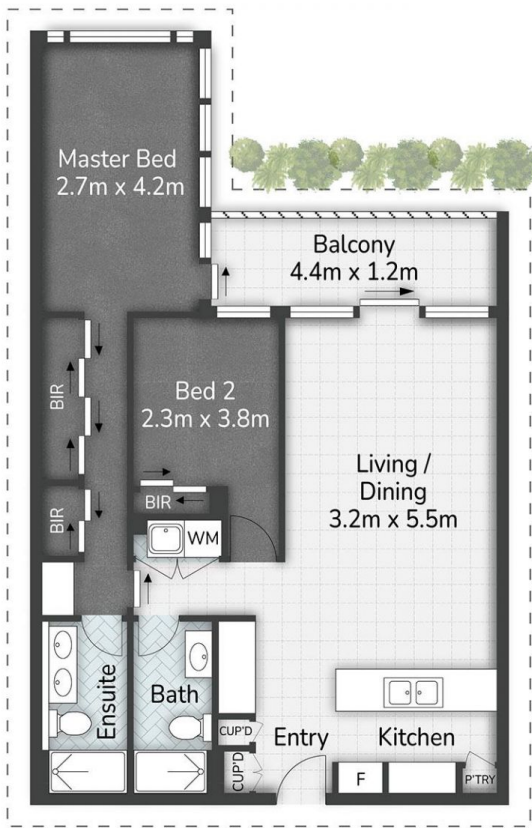 Master Bed
2.7m x 4.2m
Balcony
4.4m x 1.2m
BIR
Bed 2
2.3m x 3.8m
Living /
Dining
3.2m x 5.5m
BIR
BIR
WM
Ensuite
Bath
CUP'D
CUP'D
Entry
Kitchen
F
P'TRY